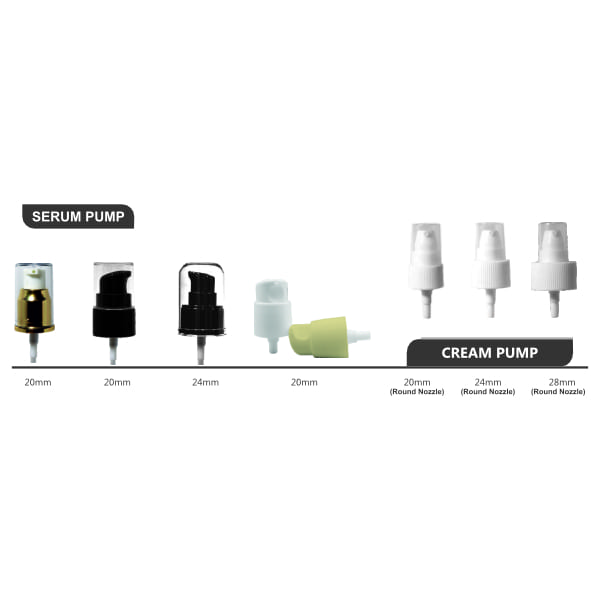 SERUM PUMP
20mm
20mm
24mm
20mm
CREAM PUMP
20mm
(Round Nozzle)
24mm
(Round Nozzle)
28mm
(Round Nozzle)